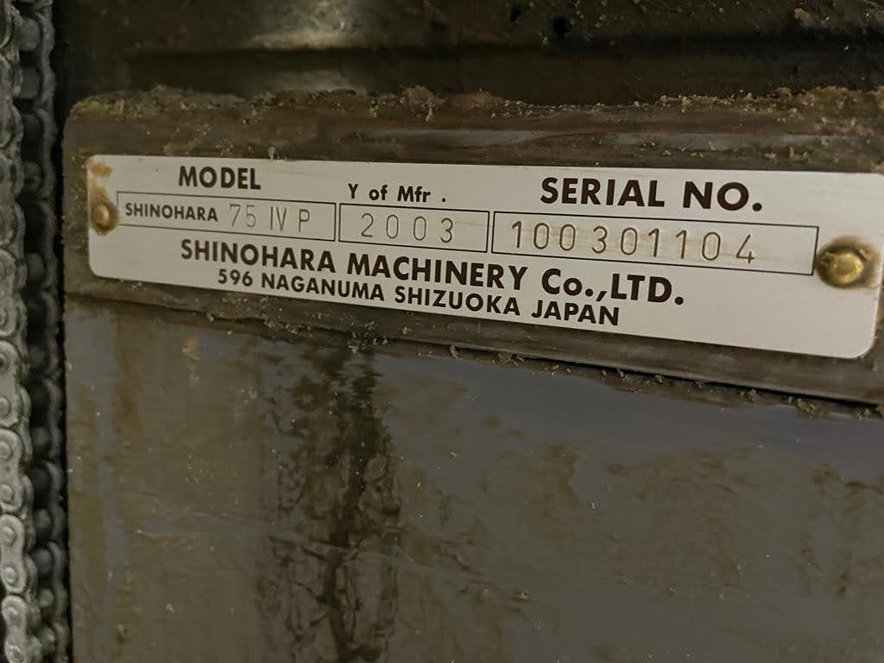 MODEL Y of Mfr . SERIAL NO.
SHINOHARA 75 IV P 2003 100301104
SHINOHARA MACHINERY Co.,LTD.
596 NAGANUMA SHIZUOKA JAPAN